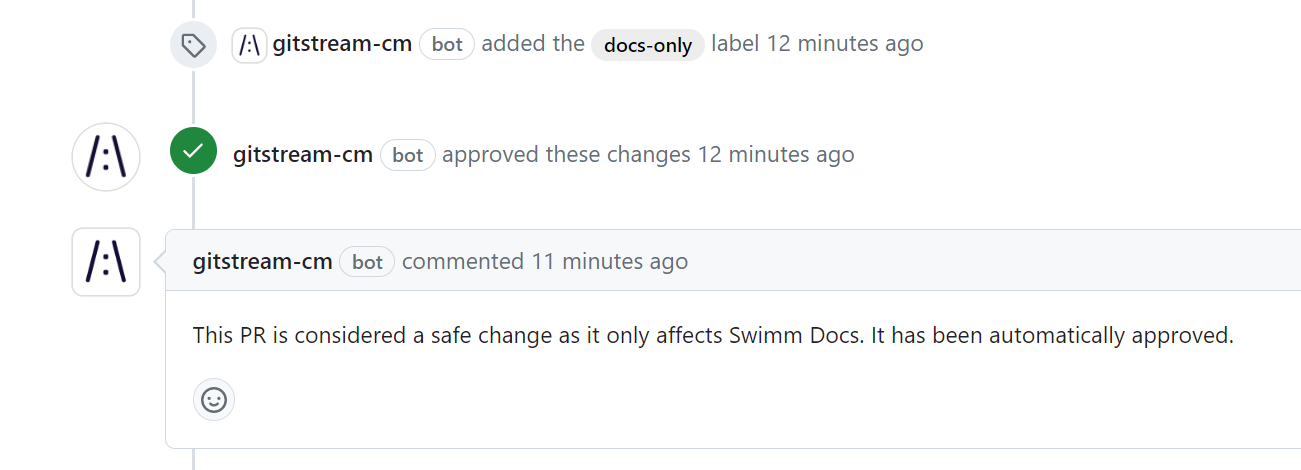 /:\ gitstream-cm bot added the docs-only label 12 minutes ago
/:\ gitstream-cm bot approved these changes 12 minutes ago
/:\ gitstream-cm bot commented 11 minutes ago
This PR is considered a safe change as it only affects Swimm Docs. It has been automatically approved.